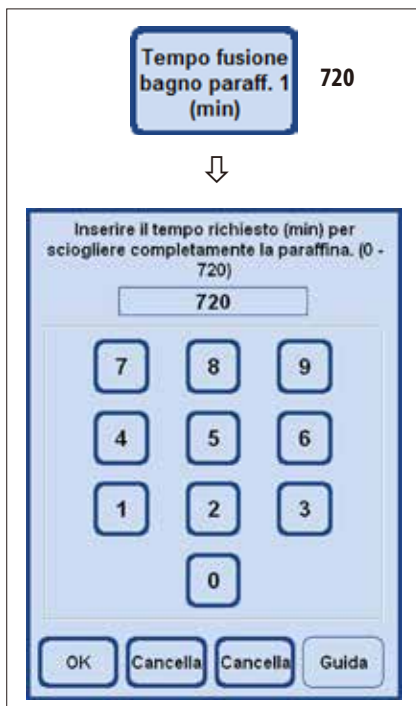 Tempo fusione
bagno paraff. 1
(min)
720
Inserire il tempo richiesto (min) per
sciogliere completamente la paraffina. (0 -
720)
720
7 8 9
4 5 6
1 2 3
0
OK Cancella Cancella Guida